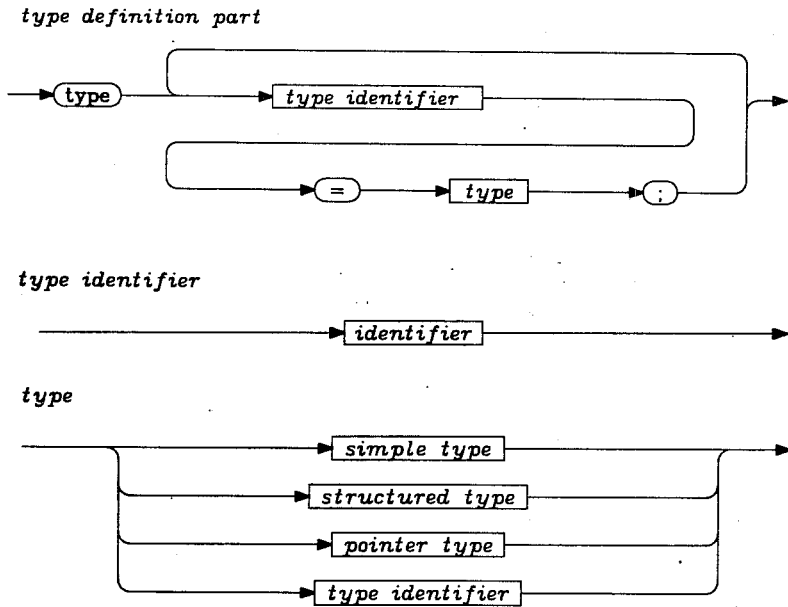 type definition part
type
type identifier
= type ;
type identifier
identifier
type
simple type
structured type
pointer type
type identifier